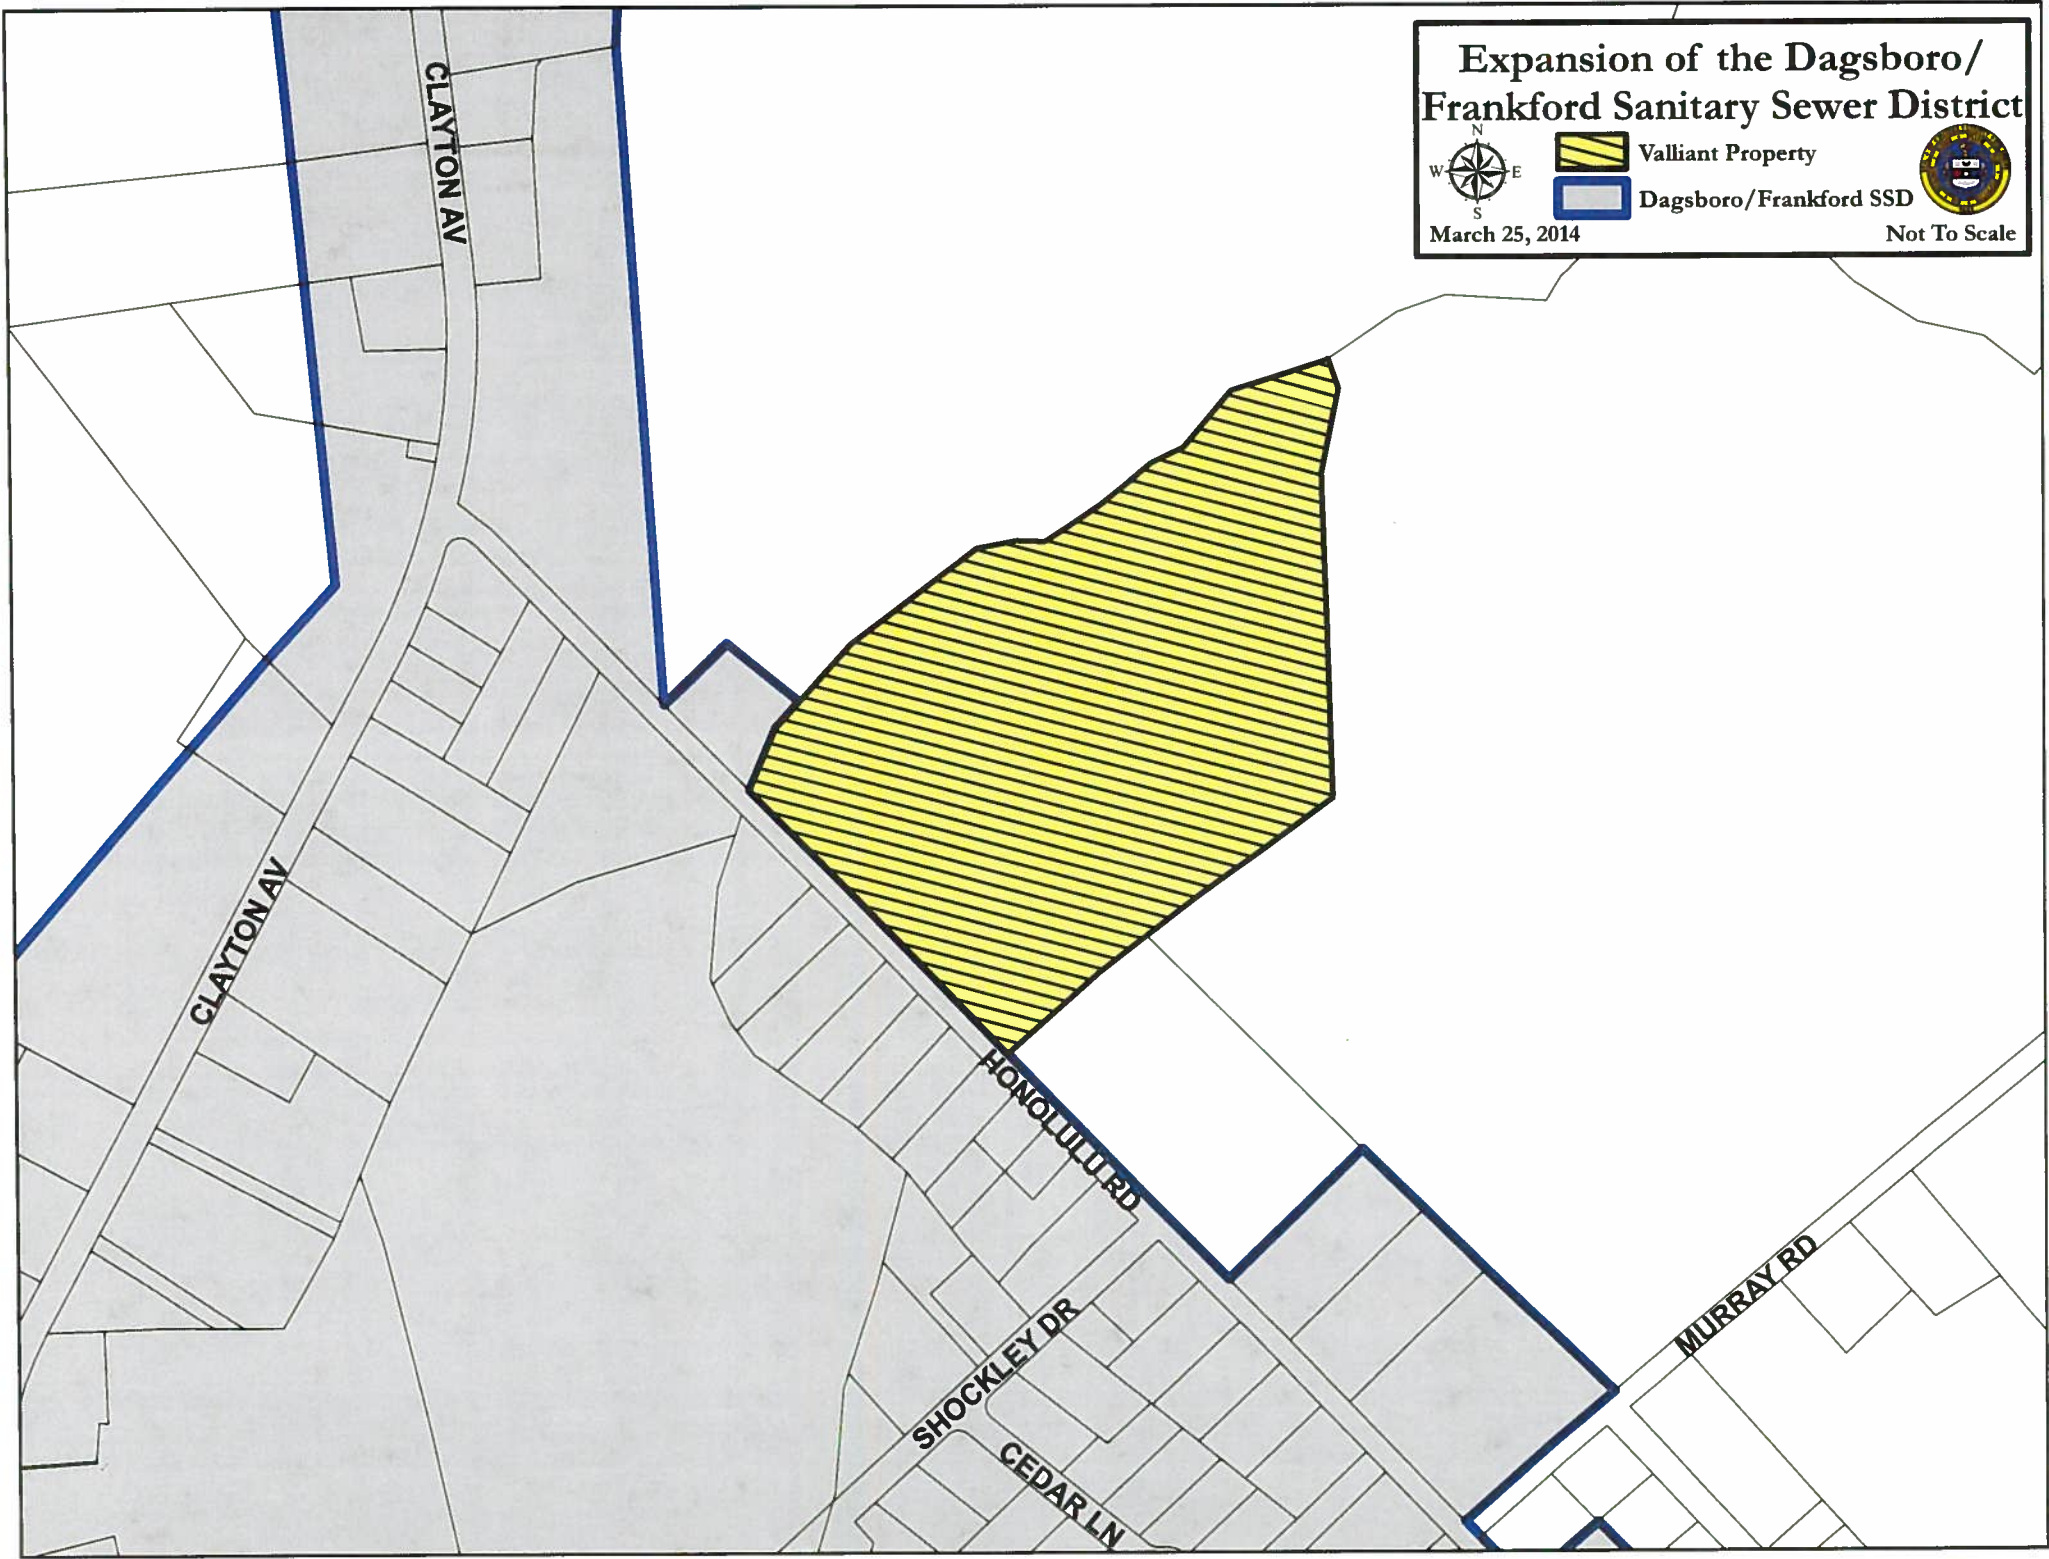 Expansion of the Dagsboro/
Frankford Sanitary Sewer District
N
W
E
S
Valliant Property
Dagsboro/Frankford SSD
March 25, 2014
Not To Scale
CLAYTON AV
CLAYTON AV
HONOLULU RD
MURRAY RD
SHOCKLEY DR
CEDAR LN